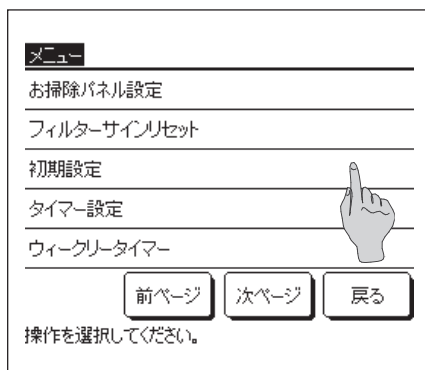 メニュー
お掃除パネル設定
フィルターサインリセット
初期設定
タイマー設定
ウィークリータイマー
前ページ 次ページ 戻る
操作を選択してください。